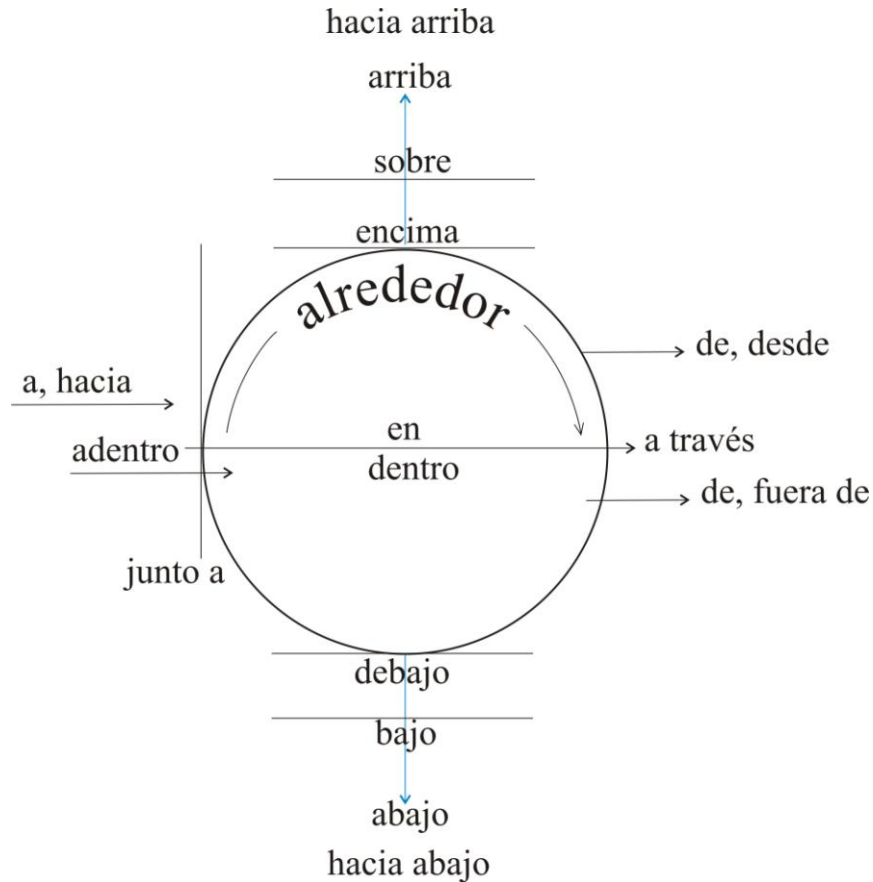 hacia arriba
arriba
sobre
encima
alrededor
de, desde
a, hacia
en
a través
adentro
dentro
de, fuera de
junto a
debajo
bajo
abajo
hacia abajo